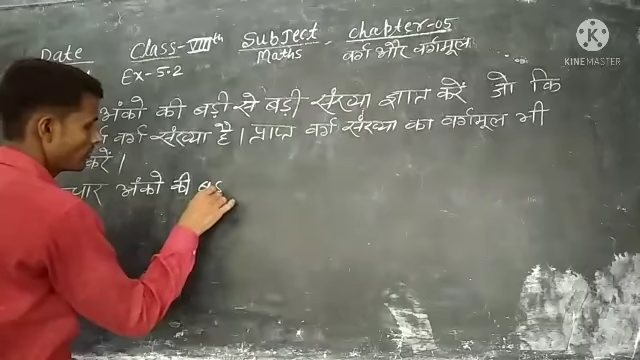 Date Class-VIIIth Subject Maths Chapter-05
Ex-5.2 वर्ग और वर्गमूल
अंको की बड़ी से बड़ी संख्या ज्ञात करें जो कि
वर्ग संख्या है। प्राप्त वर्ग संख्या का वर्गमूल भी
करें।
चार अंको की
KINEMASTER